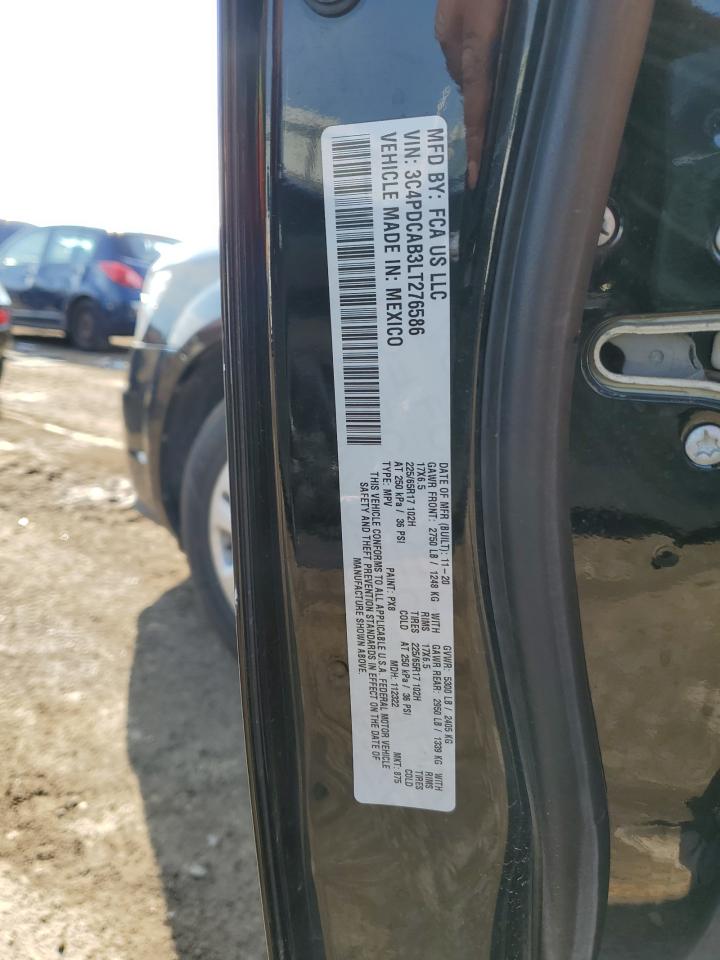 MFD BY: FCA US LLC
VIN: 3C4PDCAB3LT276586
VEHICLE MADE IN: MEXICO
DATE OF MFR (BUILT): 11-20 GVWR: 5300 LB / 2405 KG
GAWR FRONT: 2750 LB / 1248 KG WITH GAWR REAR: 2950 LB / 1339 KG WITH
17X6.5 RIMS 17X6.5 RIMS
225/65R17 102H TIRES 225/65R17 102H TIRES
AT 250 kPa / 36 PSI COLD AT 250 kPa / 36 PSI COLD
TYPE: MPV PAINT: PX8 MDH: 112322 MKT: 875
THIS VEHICLE CONFORMS TO ALL APPLICABLE U.S.A. FEDERAL MOTOR VEHICLE
SAFETY AND THEFT PREVENTION STANDARDS IN EFFECT ON THE DATE OF
MANUFACTURE SHOWN ABOVE.